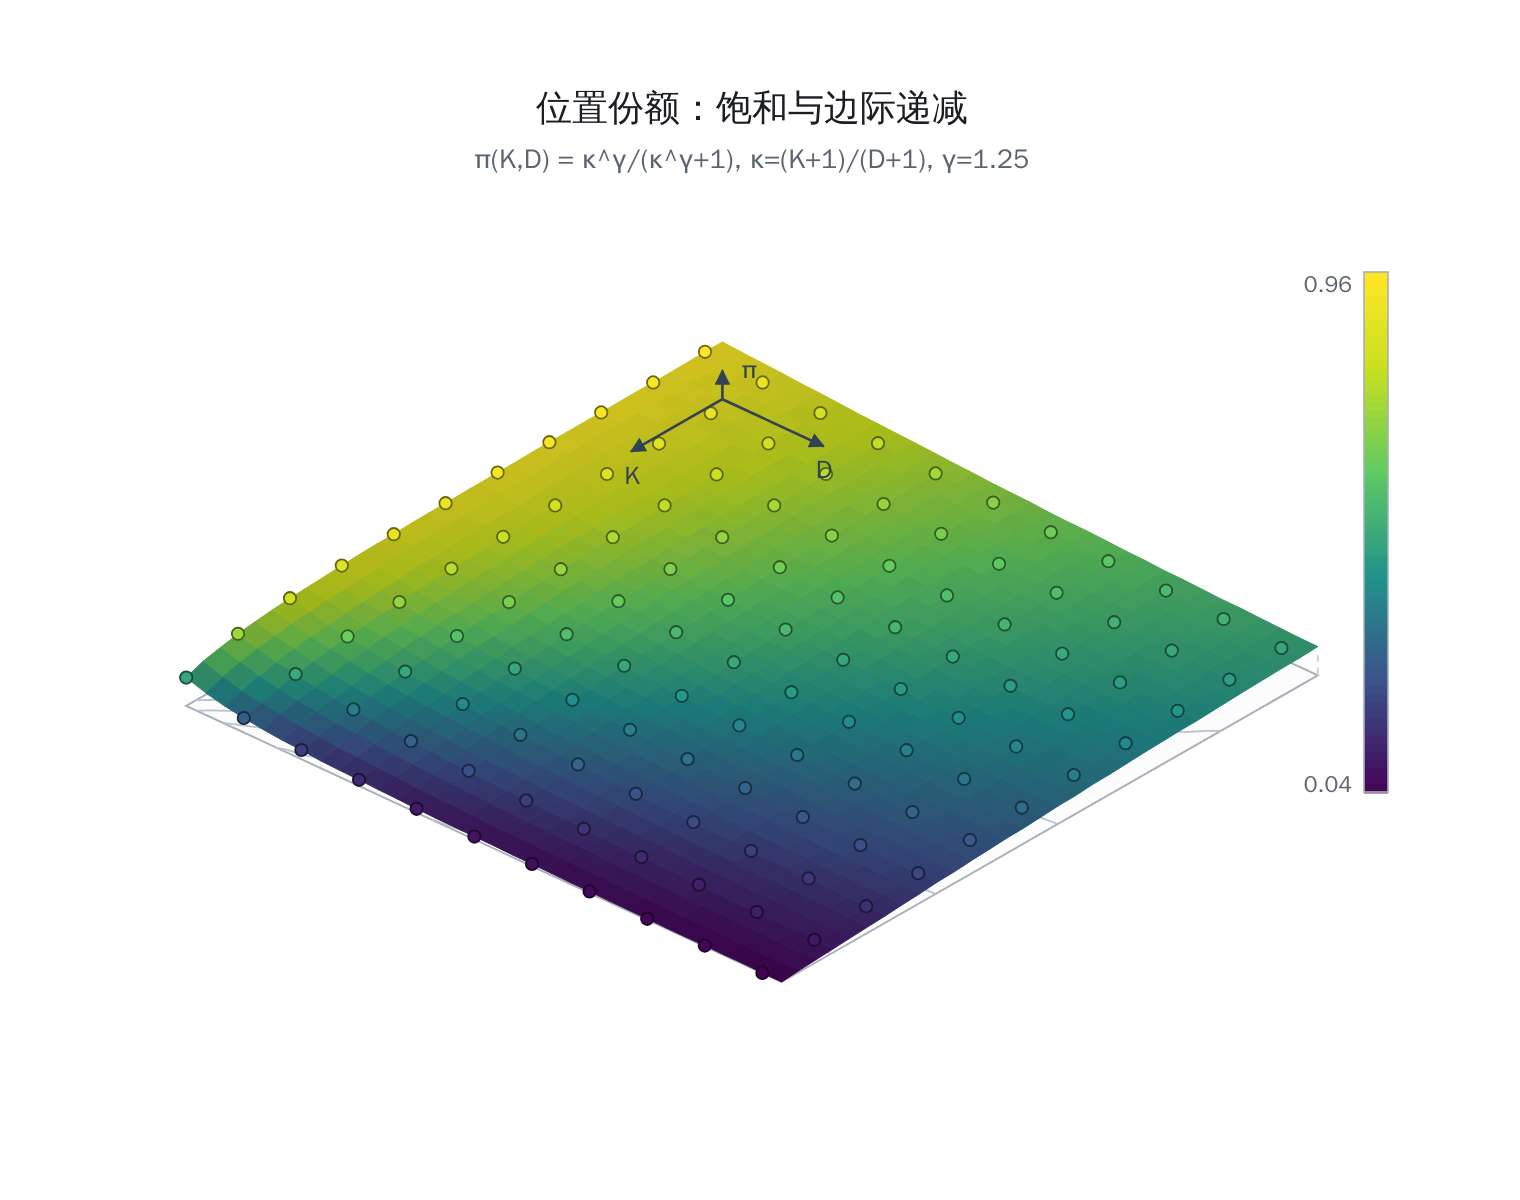 位置份额：饱和与边际递减
π(K,D) = κ^γ/(κ^γ+1), κ=(K+1)/(D+1), γ=1.25
0.96
π
K
D
0.04